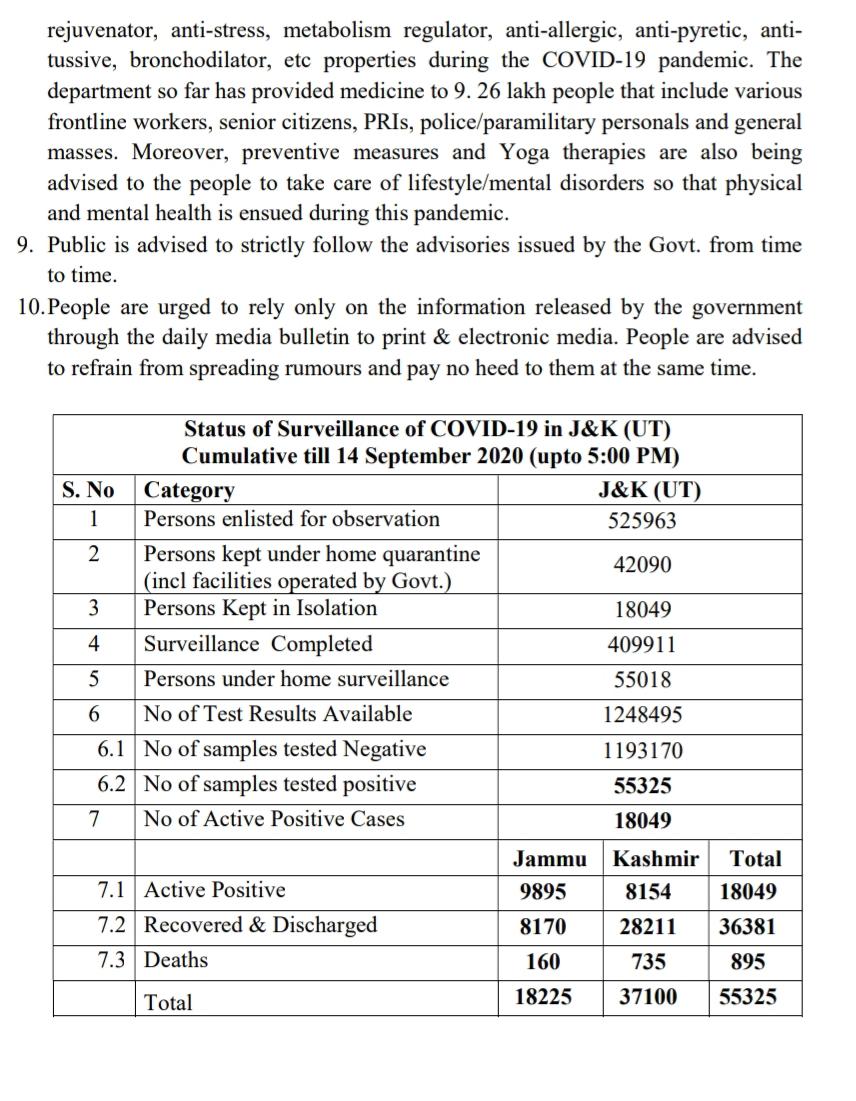 rejuvenator, anti-stress, metabolism regulator, anti-allergic, anti-pyretic, anti-
tussive, bronchodilator, etc properties during the COVID-19 pandemic. The
department so far has provided medicine to 9. 26 lakh people that include various
frontline workers, senior citizens, PRIs, police/paramilitary personals and general
masses. Moreover, preventive measures and Yoga therapies are also being
advised to the people to take care of lifestyle/mental disorders so that physical
and mental health is ensued during this pandemic.
9. Public is advised to strictly follow the advisories issued by the Govt. from time
to time.
10. People are urged to rely only on the information released by the government
through the daily media bulletin to print & electronic media. People are advised
to refrain from spreading rumours and pay no heed to them at the same time.
Status of Surveillance of COVID-19 in J&K (UT)
Cumulative till 14 September 2020 (upto 5:00 PM)
S. No Category J&K (UT)
1 Persons enlisted for observation 525963
2 Persons kept under home quarantine
(incl facilities operated by Govt.) 42090
3 Persons Kept in Isolation 18049
4 Surveillance Completed 409911
5 Persons under home surveillance 55018
6 No of Test Results Available 1248495
6.1 No of samples tested Negative 1193170
6.2 No of samples tested positive 55325
7 No of Active Positive Cases 18049
Jammu Kashmir Total
7.1 Active Positive 9895 8154 18049
7.2 Recovered & Discharged 8170 28211 36381
7.3 Deaths 160 735 895
Total 18225 37100 55325